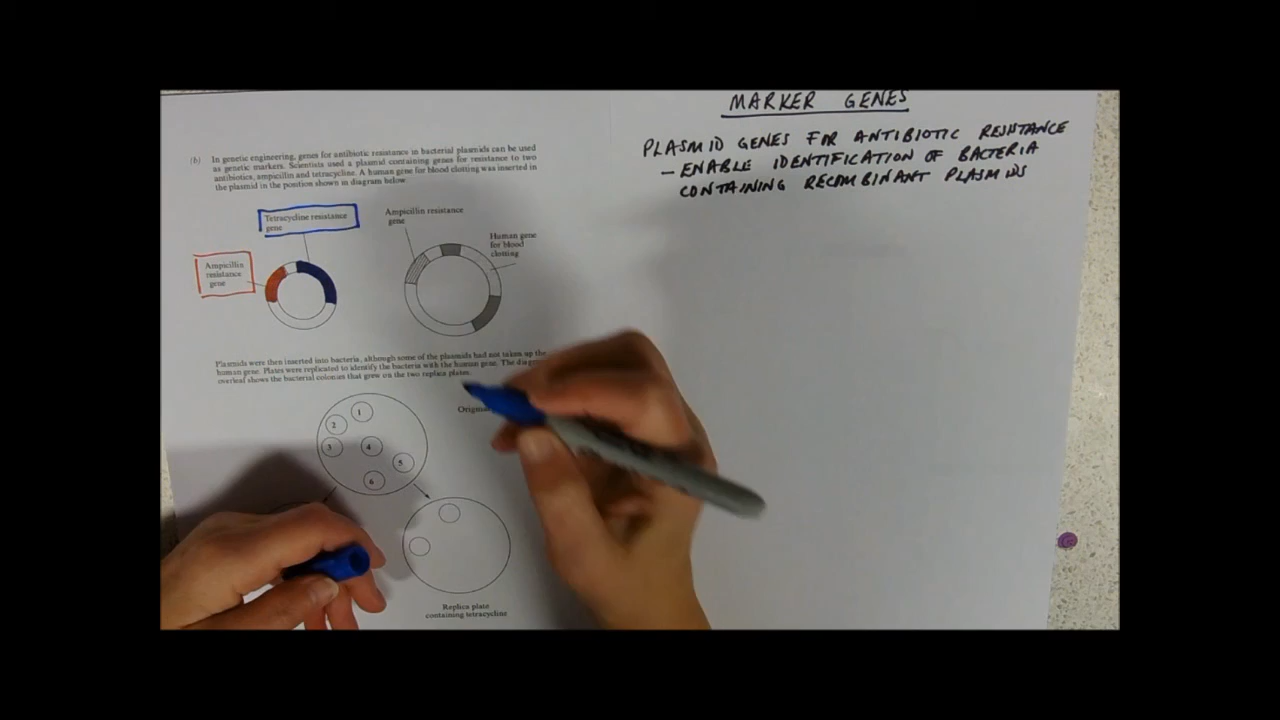 MARKER GENES
PLASMID GENES FOR ANTIBIOTIC RESISTANCE
- ENABLE IDENTIFICATION OF BACTERIA
CONTAINING RECOMBINANT PLASMIDS
(b) In genetic engineering, genes for antibiotic resistance in bacterial plasmids can be used
as genetic markers. Scientists used a plasmid containing genes for resistance to two
antibiotics, ampicillin and tetracycline. A human gene for blood clotting was inserted in
the plasmid in the position shown in diagram below.
Tetracycline resistance
gene
Ampicillin
resistance
gene
Ampicillin resistance
gene
Human gene
for blood
clotting
Plasmids were then inserted into bacteria, although some of the plasmids had not taken up the
human gene. Plates were replicated to identify the bacteria with the human gene. The
overleaf shows the bacterial colonies that grew on the two replica plates.
1
2
3
4
5
6
Replica plate
containing tetracycline